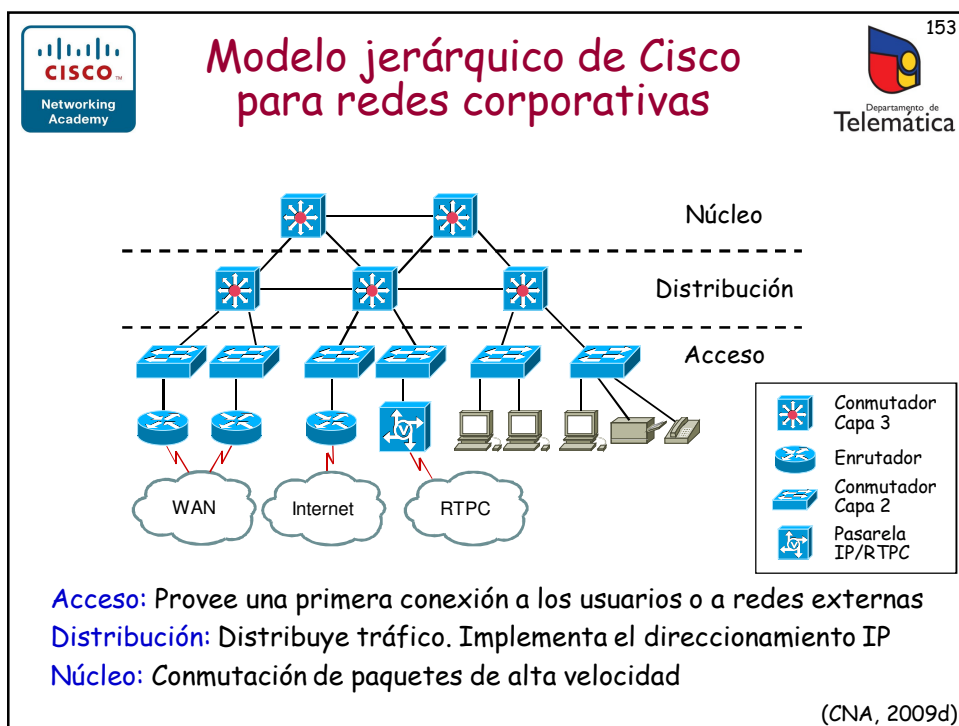 153
CISCO™
Networking
Academy
Modelo jerárquico de Cisco
para redes corporativas
Departamento de
Telemática
Núcleo
Distribución
Acceso
V
WAN
Internet
RTPC
Conmutador
Capa 3
Enrutador
Conmutador
Capa 2
V
Pasarela
IP/RTPC
Acceso: Provee una primera conexión a los usuarios o a redes externas
Distribución: Distribuye tráfico. Implementa el direccionamiento IP
Núcleo: Conmutación de paquetes de alta velocidad
(CNA, 2009d)